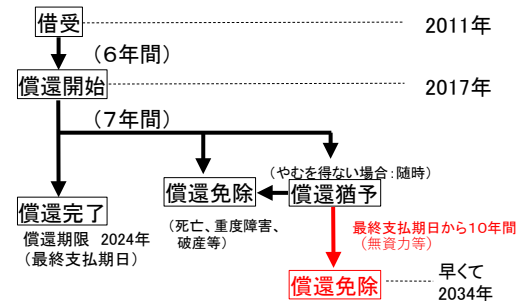 借受
2011年
(6年間)
償還開始
2017年
(7年間)
(やむを得ない場合:随時)
償還免除
償還猶予
償還完了
償還期限 2024年
(最終支払期日)
(死亡、重度障害、
破産等)
最終支払期日から10年間
(無資力等)
償還免除
早くて
2034年